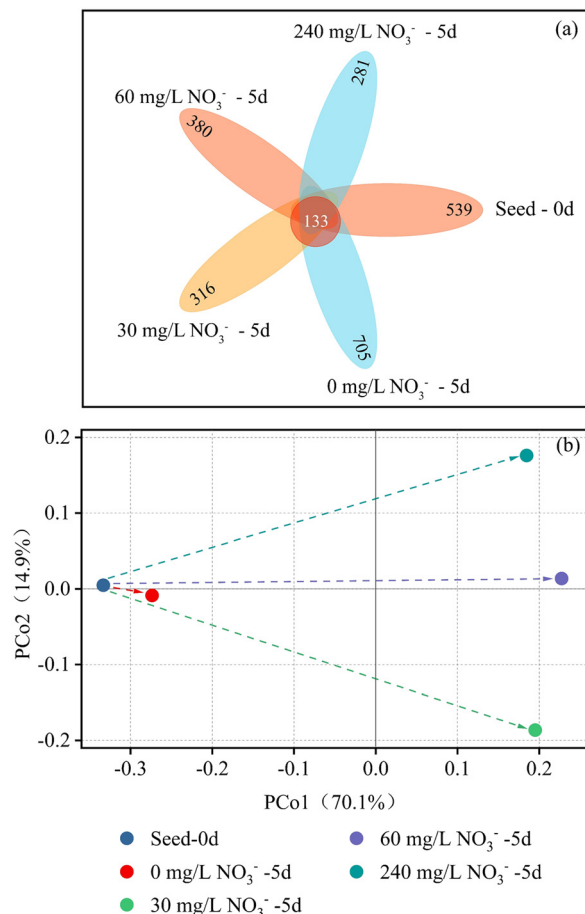 (a)
240 mg/L NO₃⁻ - 5d
281
60 mg/L NO₃⁻ - 5d
380
539
Seed - 0d
133
316
30 mg/L NO₃⁻ - 5d
705
0 mg/L NO₃⁻ - 5d
(b)
0.2
0.1
0.0
-0.1
-0.2
PCo2（14.9%）
-0.3 -0.2 -0.1 0.0 0.1 0.2
PCo1（70.1%）
Seed-0d
60 mg/L NO₃⁻ -5d
0 mg/L NO₃⁻ -5d
240 mg/L NO₃⁻ -5d
30 mg/L NO₃⁻ -5d